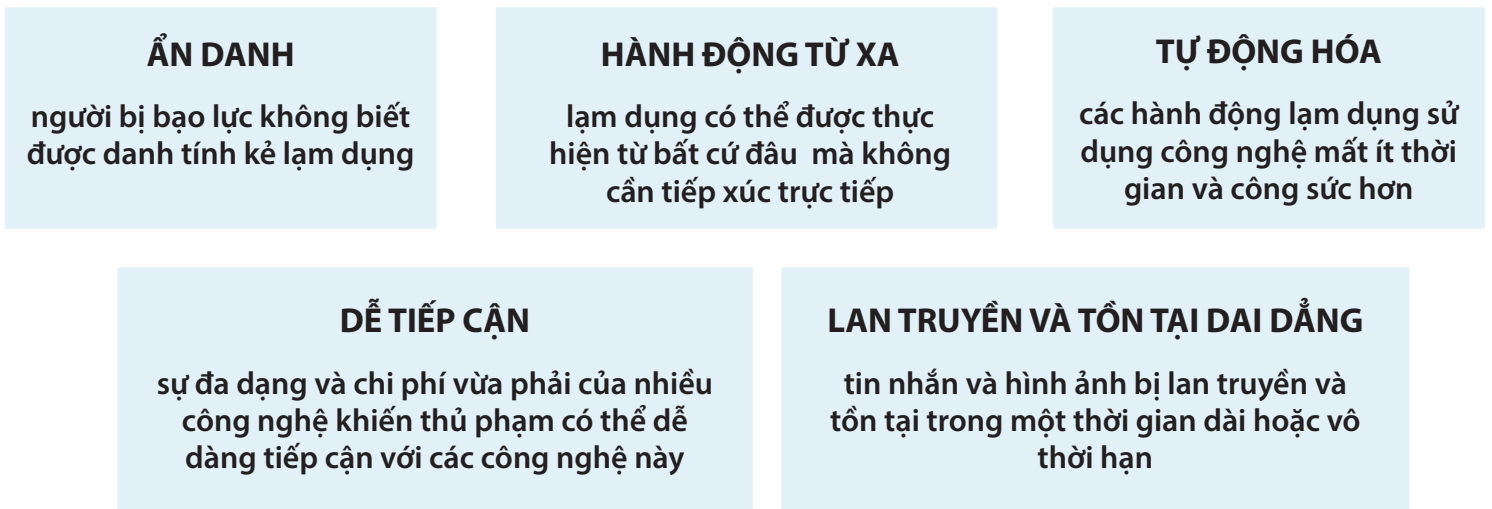 ẨN DANH
người bị bạo lực không biết
được danh tính kẻ lạm dụng
HÀNH ĐỘNG TỪ XA
lạm dụng có thể được thực
hiện từ bất cứ đâu mà không
cần tiếp xúc trực tiếp
TỰ ĐỘNG HÓA
các hành động lạm dụng sử
dụng công nghệ mất ít thời
gian và công sức hơn
DỄ TIẾP CẬN
sự đa dạng và chi phí vừa phải của nhiều
công nghệ khiến thủ phạm có thể dễ
dàng tiếp cận với các công nghệ này
LAN TRUYỀN VÀ TỒN TẠI DAI DẲNG
tin nhắn và hình ảnh bị lan truyền và
tồn tại trong một thời gian dài hoặc vô
thời hạn